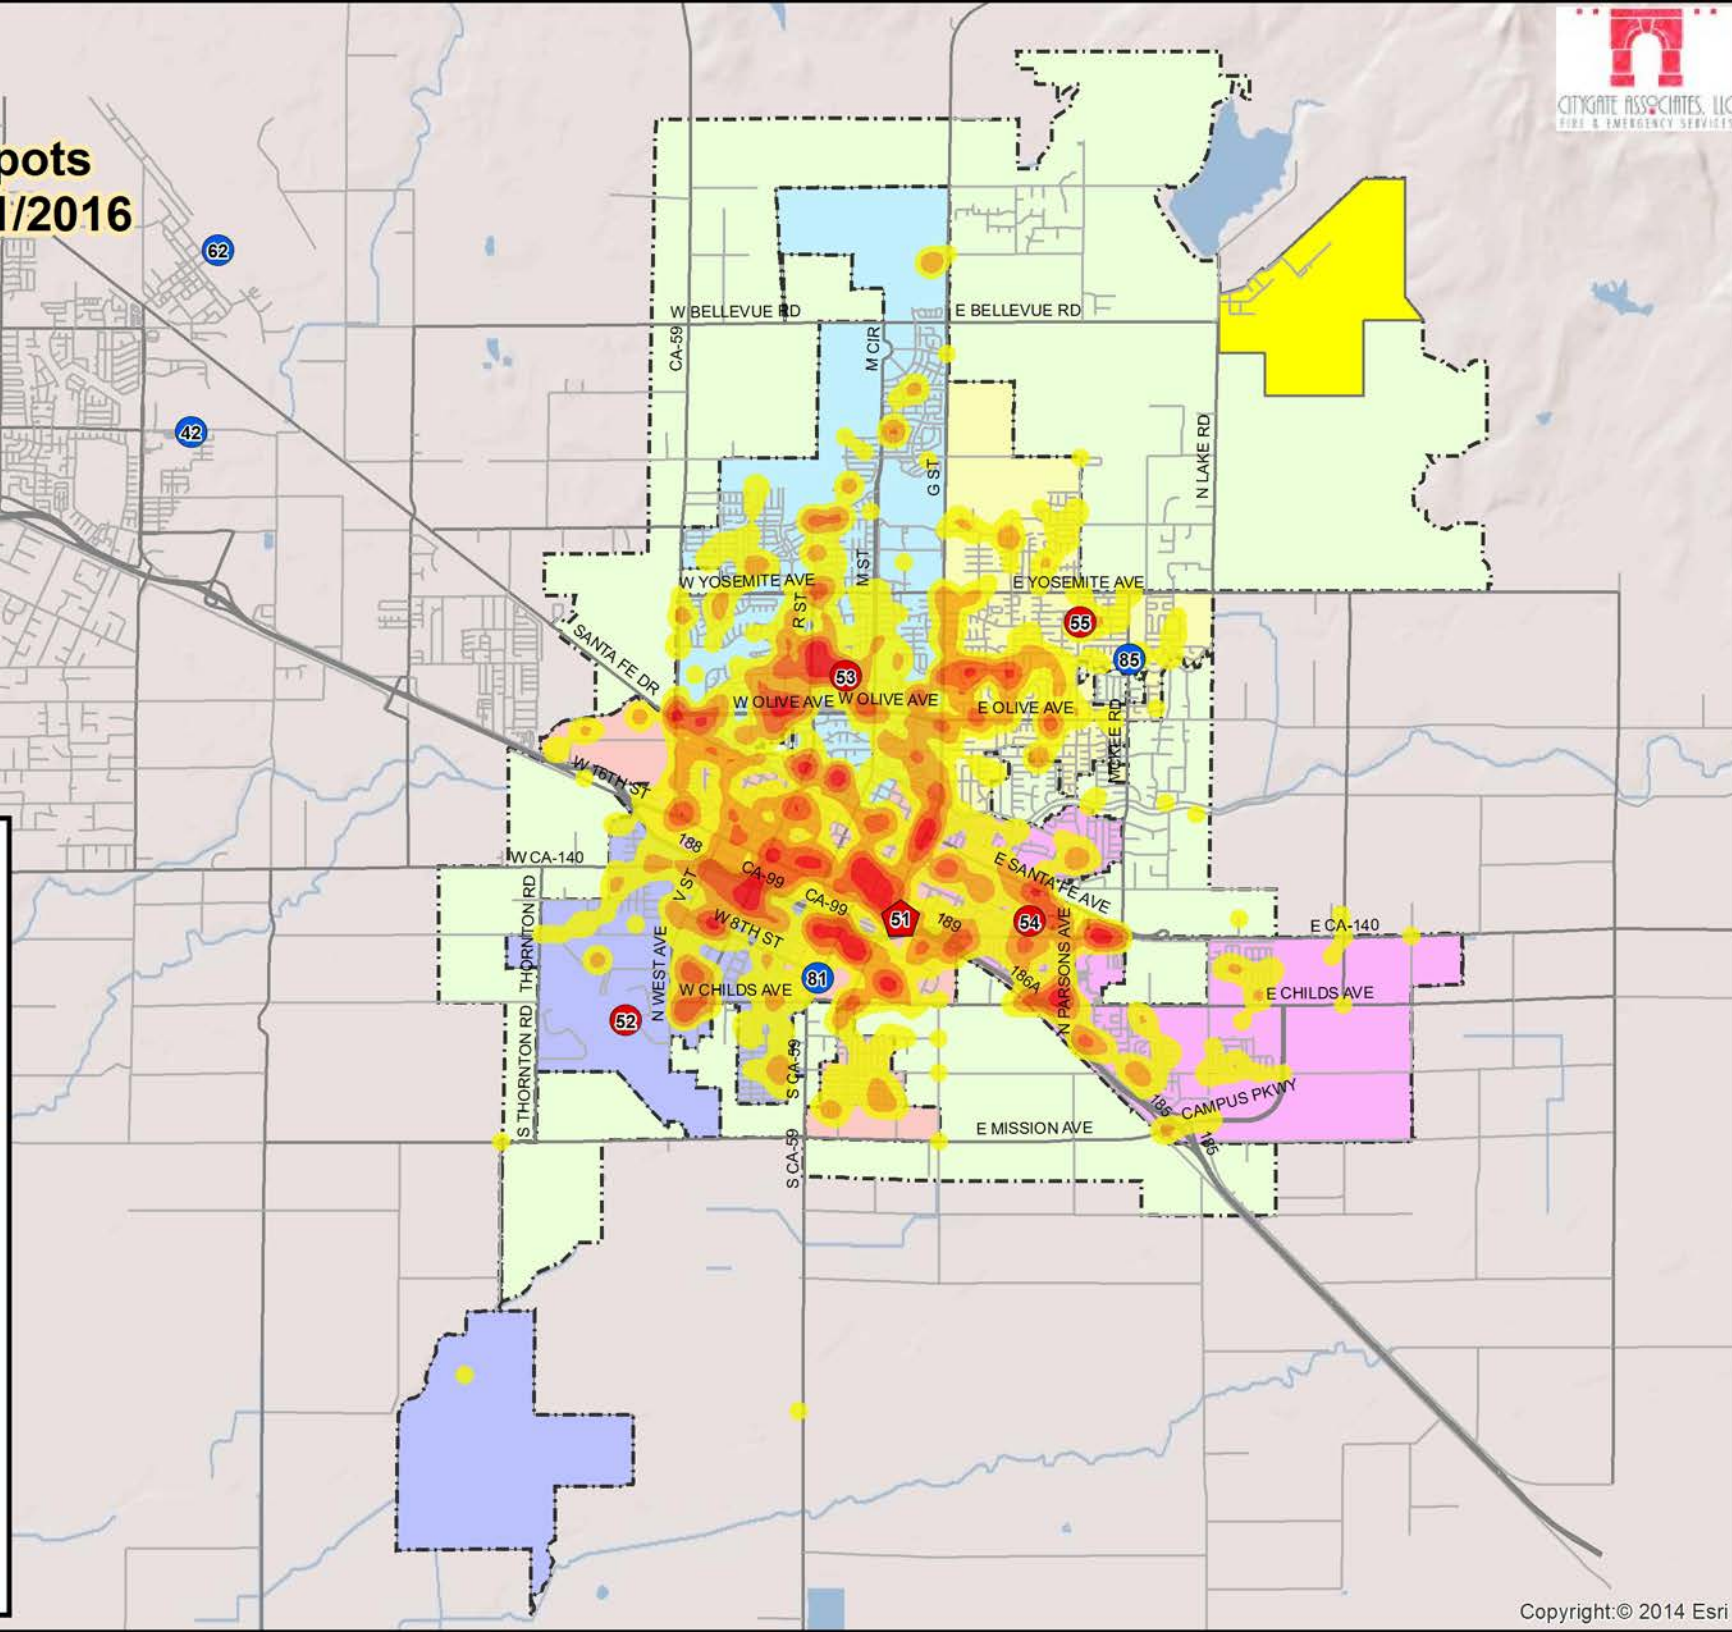 CITYGATE ASSOCIATES, LLC
FIRE & EMERGENCY SERVICES
pots
1/2016
62
42
W BELLEVUE RD
E BELLEVUE RD
CA-59
M CIR
G ST
N LAKE RD
W YOSEMITE AVE
M ST
E YOSEMITE AVE
R ST
55
SANTA FE DR
85
53
W OLIVE AVE
W OLIVE AVE
E OLIVE AVE
MCKEE RD
W 16TH ST
188
W CA-140
CA-99
E SANTA FE AVE
V ST
CA-99
THORNTON RD
W 8TH ST
51
189
54
E CA-140
N WEST AVE
N PARSONS AVE
81
186A
W CHILDS AVE
E CHILDS AVE
52
S THORNTON RD
S CA-59
185
CAMPUS PKWY
E MISSION AVE
185
S CA-59
Copyright:© 2014 Esri